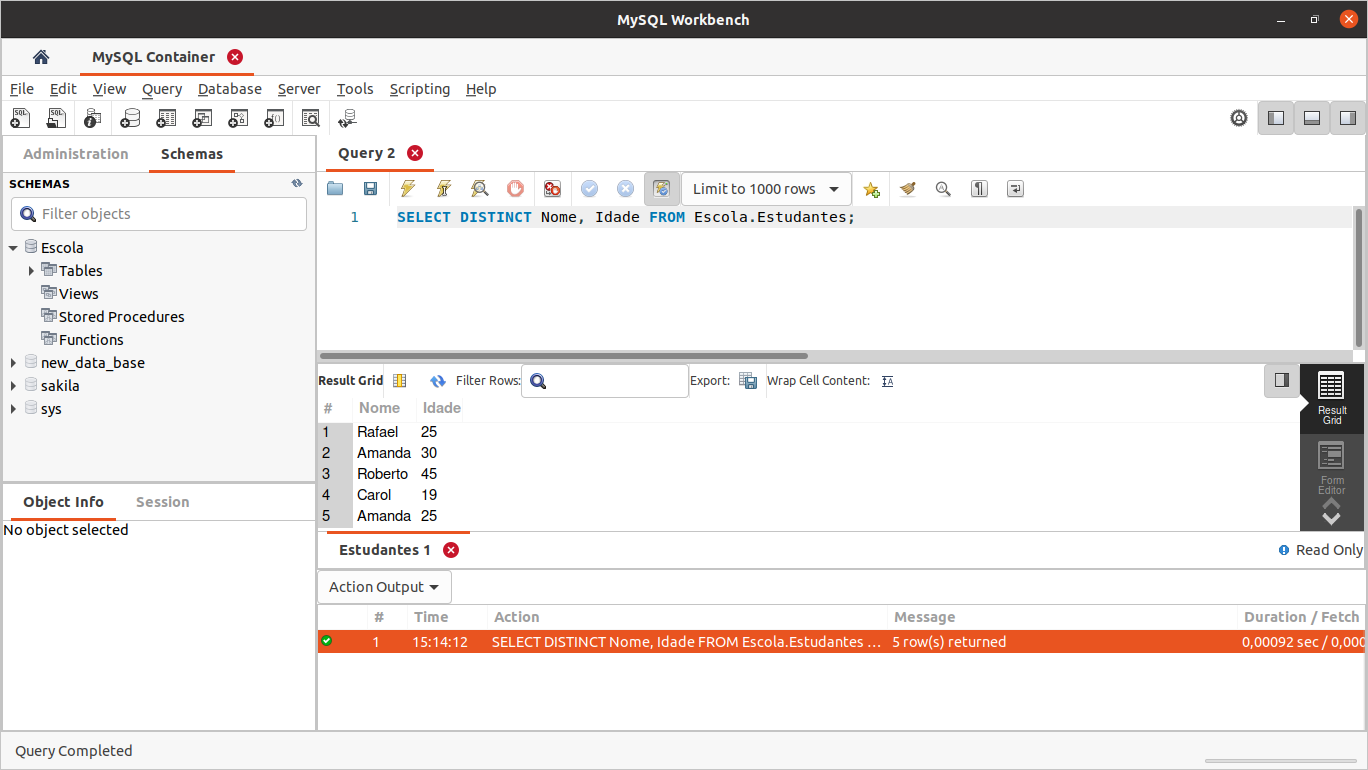 MySQL Workbench
MySQL Container
File Edit View Query Database Server Tools Scripting Help
Administration Schemas
SCHEMAS
Filter objects
Escola
Tables
Views
Stored Procedures
Functions
new_data_base
sakila
sys
Object Info Session
No object selected
Query 2
Limit to 1000 rows
1 SELECT DISTINCT Nome, Idade FROM Escola.Estudantes;
Result Grid Filter Rows: Export: Wrap Cell Content:
# Nome Idade
1 Rafael 25
2 Amanda 30
3 Roberto 45
4 Carol 19
5 Amanda 25
Result
Grid
Form
Editor
Estudantes 1 Read Only
Action Output
# Time Action Message Duration / Fetch
1 15:14:12 SELECT DISTINCT Nome, Idade FROM Escola.Estudantes … 5 row(s) returned 0,00092 sec / 0,000
Query Completed